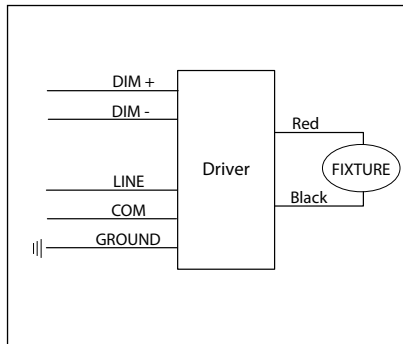 DIM +
DIM -
LINE
COM
GROUND
Driver
Red
Black
FIXTURE